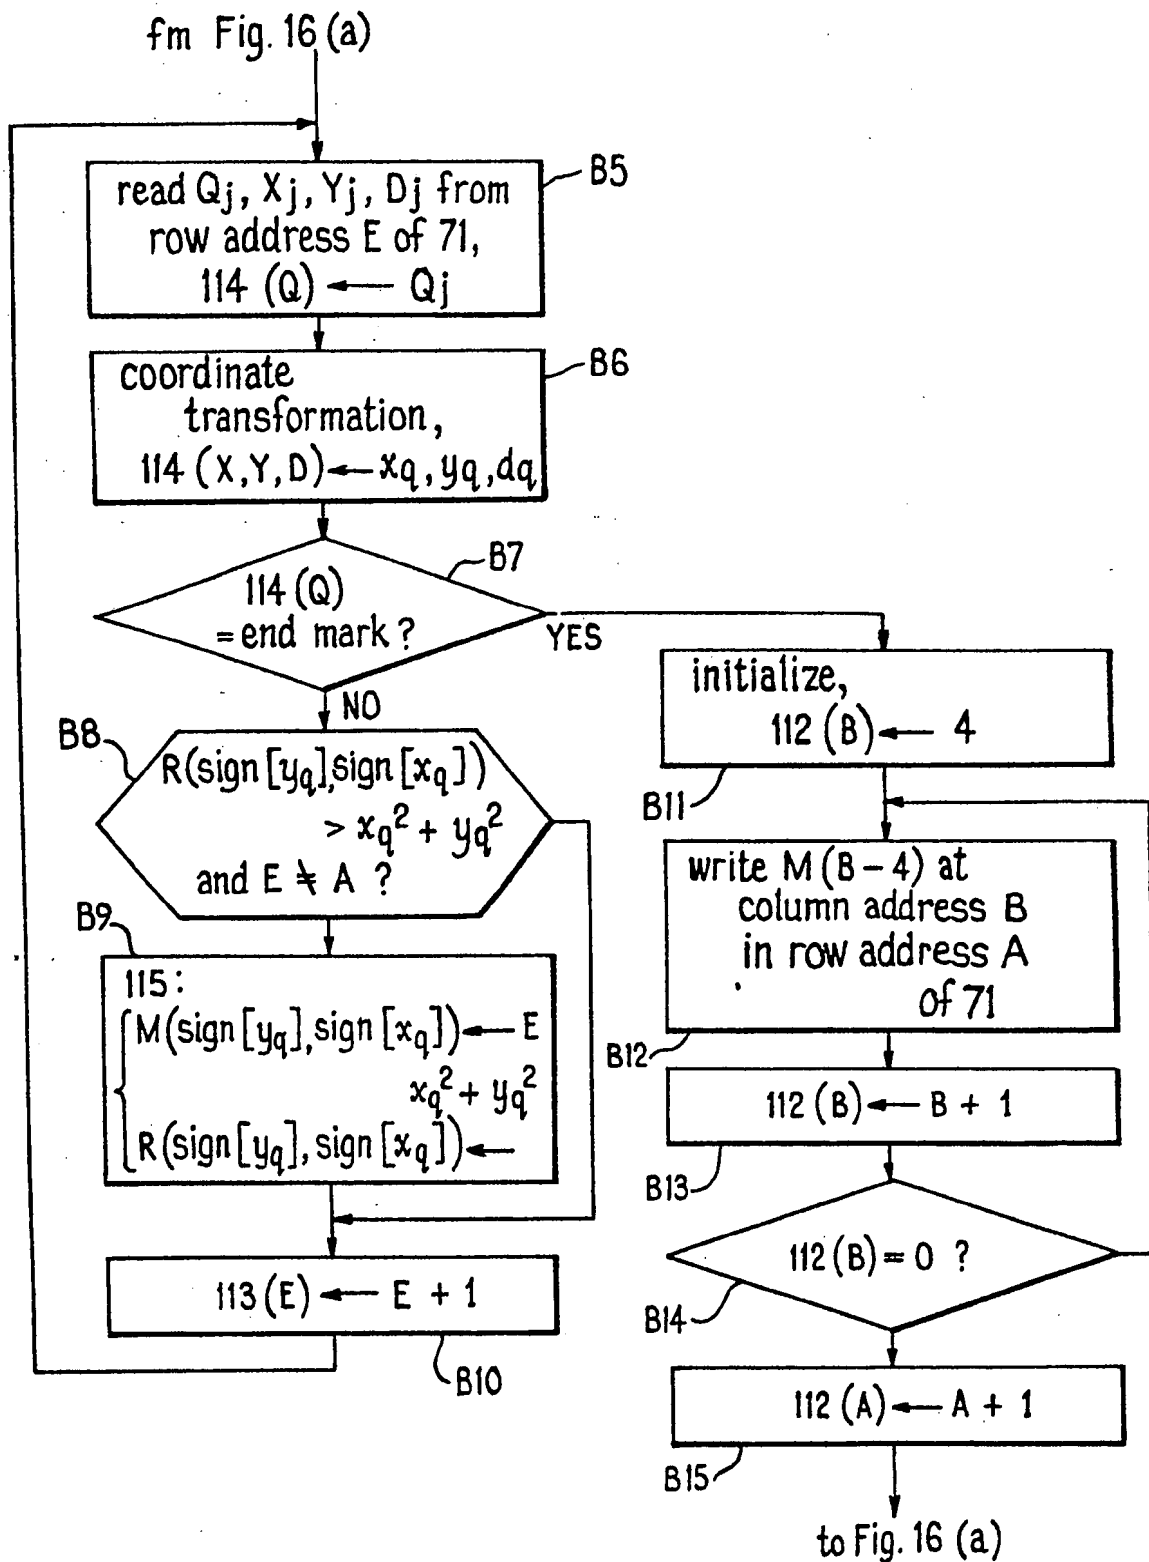 fm Fig. 16 (a)
B5
read Qj, Xj, Yj, Dj from
row address E of 71,
114 (Q) ← Qj
B6
coordinate
transformation,
114 (X, Y, D) ← xq, yq, dq
B7
114 (Q)
= end mark ?
YES
NO
B8
R(sign [yq], sign [xq])
> xq² + yq²
and E ≠ A ?
B9
115 :
M(sign [yq], sign [xq]) ← E
xq² + yq²
R(sign [yq], sign [xq]) ←
113 (E) ← E + 1
B10
initialize,
112 (B) ← 4
B11
write M (B – 4) at
column address B
in row address A
of 71
B12
112 (B) ← B + 1
B13
112 (B) = 0 ?
B14
112 (A) ← A + 1
B15
to Fig. 16 (a)